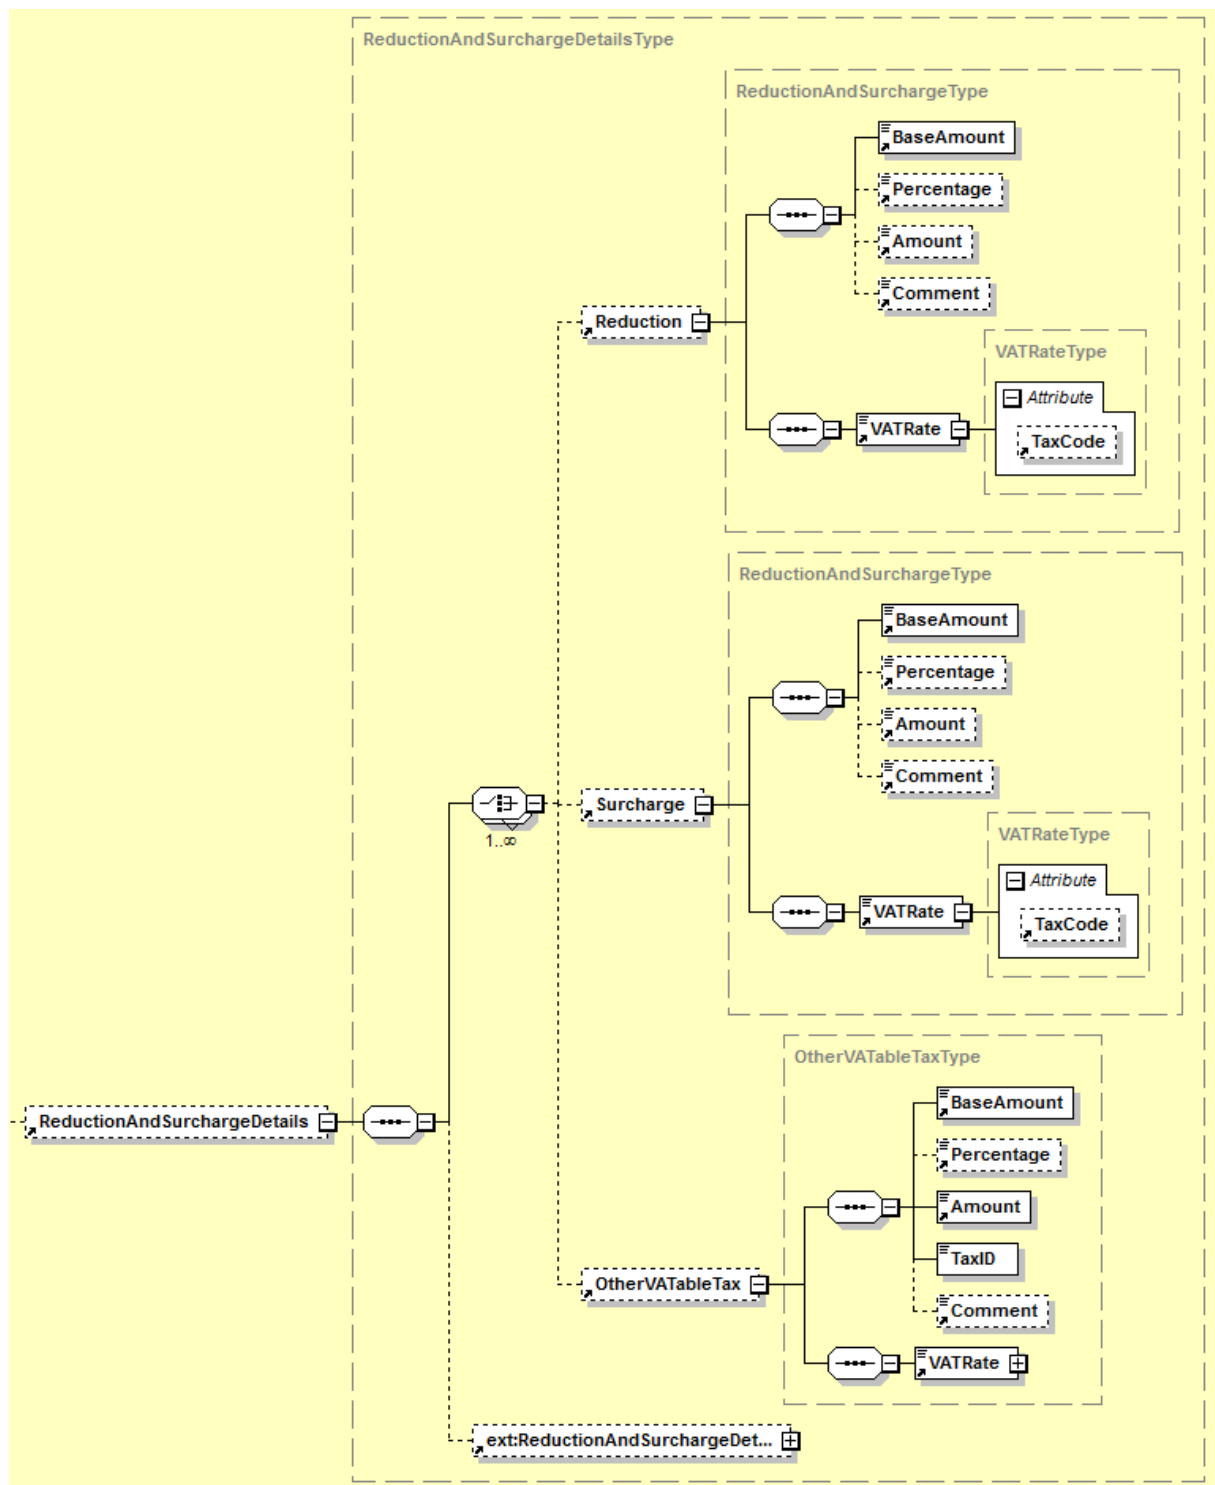 ReductionAndSurchargeDetailsType
ReductionAndSurchargeType
BaseAmount
Percentage
Amount
Comment
Reduction
VATRateType
Attribute
VATRate
TaxCode
ReductionAndSurchargeType
BaseAmount
Percentage
Amount
Comment
Surcharge
1..∞
VATRateType
Attribute
VATRate
TaxCode
OtherVATableTaxType
BaseAmount
ReductionAndSurchargeDetails
Percentage
Amount
TaxID
OtherVATableTax
Comment
VATRate
ext:ReductionAndSurchargeDet...